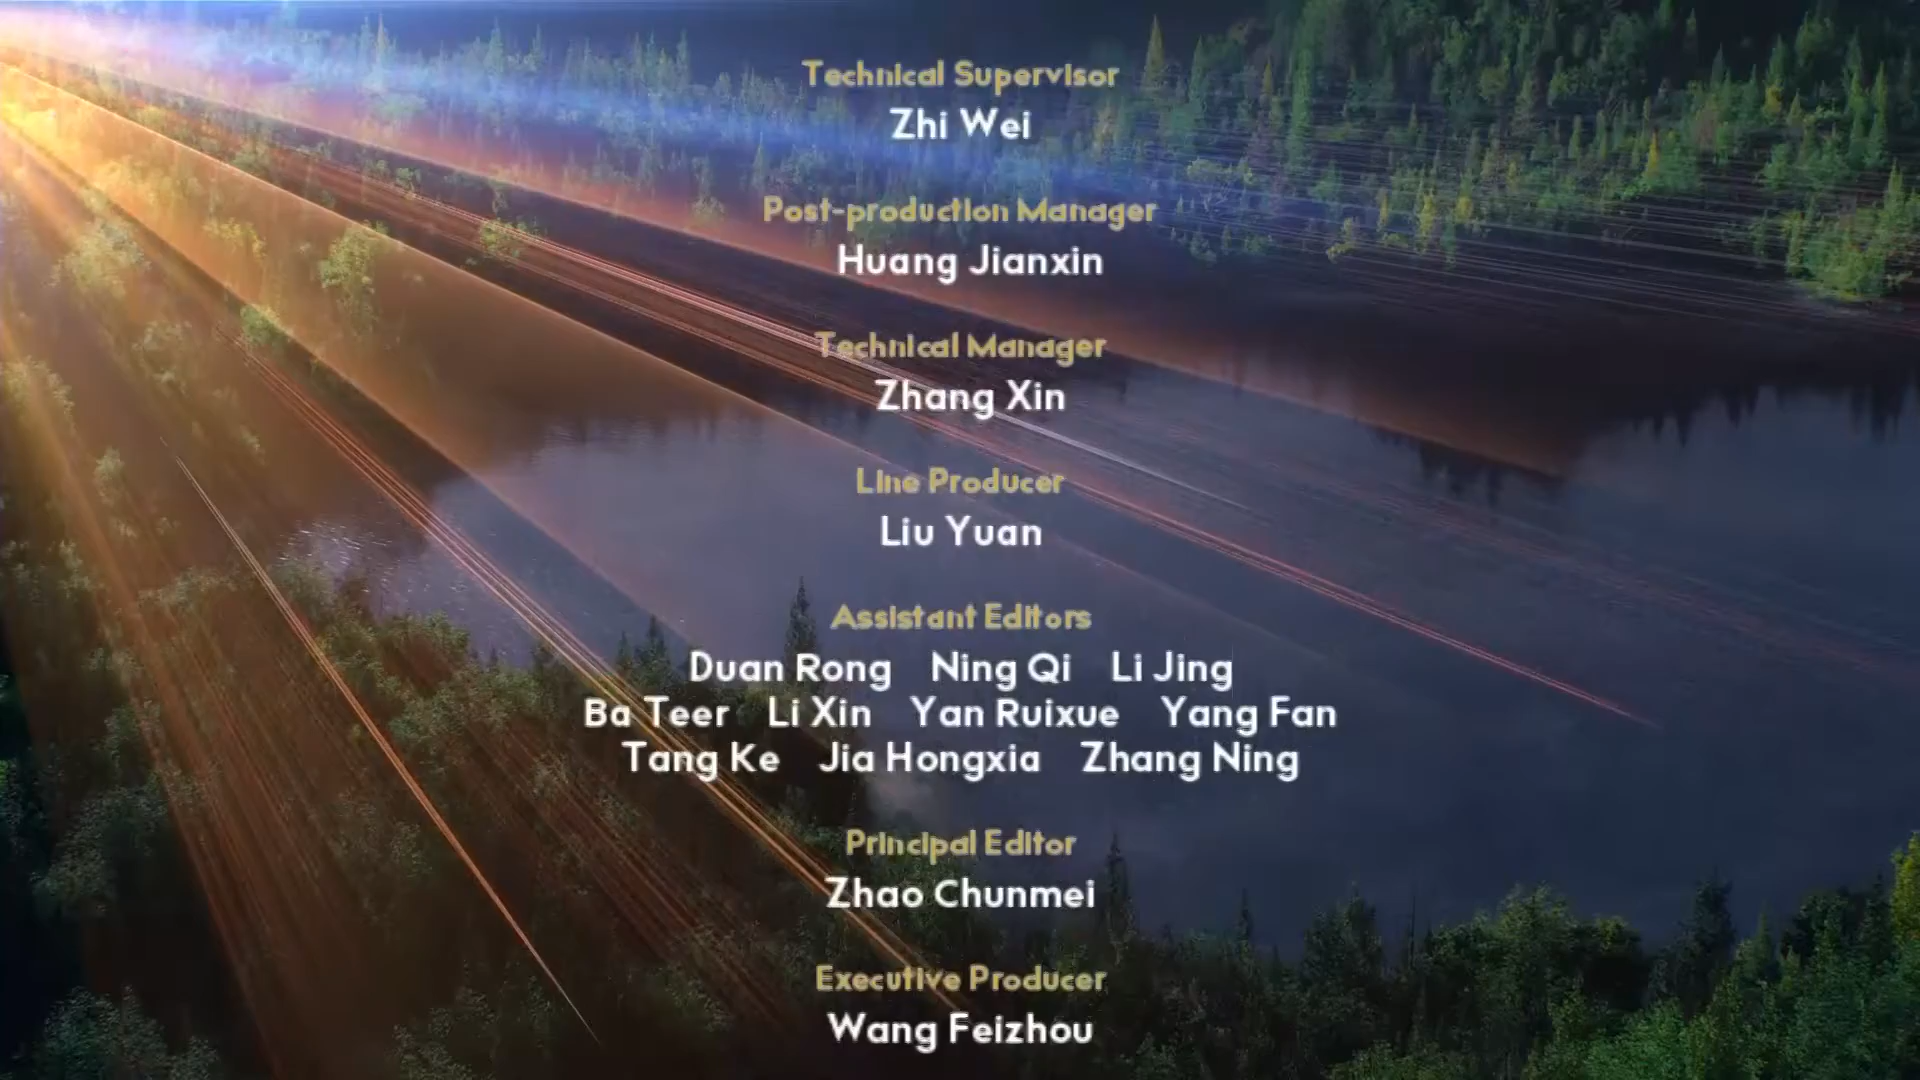 Technical Supervisor
Zhi Wei
Post-production Manager
Huang Jianxin
Technical Manager
Zhang Xin
Line Producer
Liu Yuan
Assistant Editors
Duan Rong Ning Qi Li Jing
Ba Teer Li Xin Yan Ruixue Yang Fan
Tang Ke Jia Hongxia Zhang Ning
Principal Editor
Zhao Chunmei
Executive Producer
Wang Feizhou